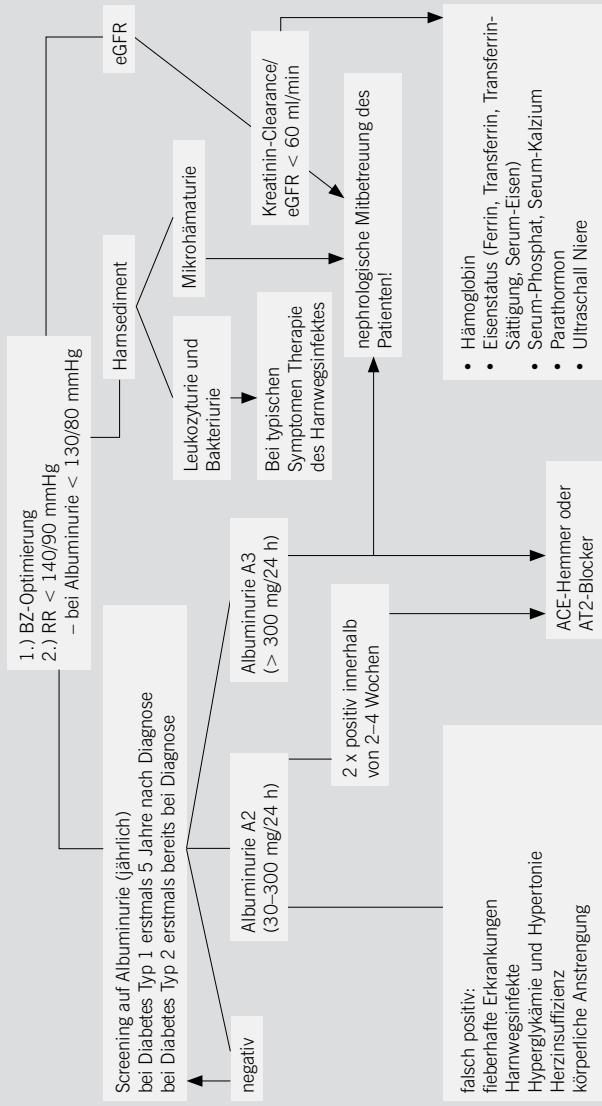 1.) BZ-Optimierung
2.) RR < 140/90 mmHg
– bei Albuminurie < 130/80 mmHg
Screening auf Albuminurie (jährlich)
bei Diabetes Typ 1 erstmals 5 Jahre nach Diagnose
bei Diabetes Typ 2 erstmals bereits bei Diagnose
Harnsediment
eGFR
negativ
Albuminurie A2
(30–300 mg/24 h)
Albuminurie A3
(> 300 mg/24 h)
Leukozyturie und
Bakteriurie
Mikrohämaturie
Kreatinin-Clearance/
eGFR < 60 ml/min
2 x positiv innerhalb
von 2–4 Wochen
Bei typischen
Symptomen Therapie
des Harnwegsinfektes
nephrologische Mitbetreuung des
Patienten!
falsch positiv:
fieberhafte Erkrankungen
Harnwegsinfekte
Hyperglykämie und Hypertonie
Herzinsuffizienz
körperliche Anstrengung
ACE-Hemmer oder
AT2-Blocker
• Hämoglobin
• Eisenstatus (Ferrin, Transferrin, Transferrin-
Sättigung, Serum-Eisen)
• Serum-Phosphat, Serum-Kalzium
• Parathormon
• Ultraschall Niere